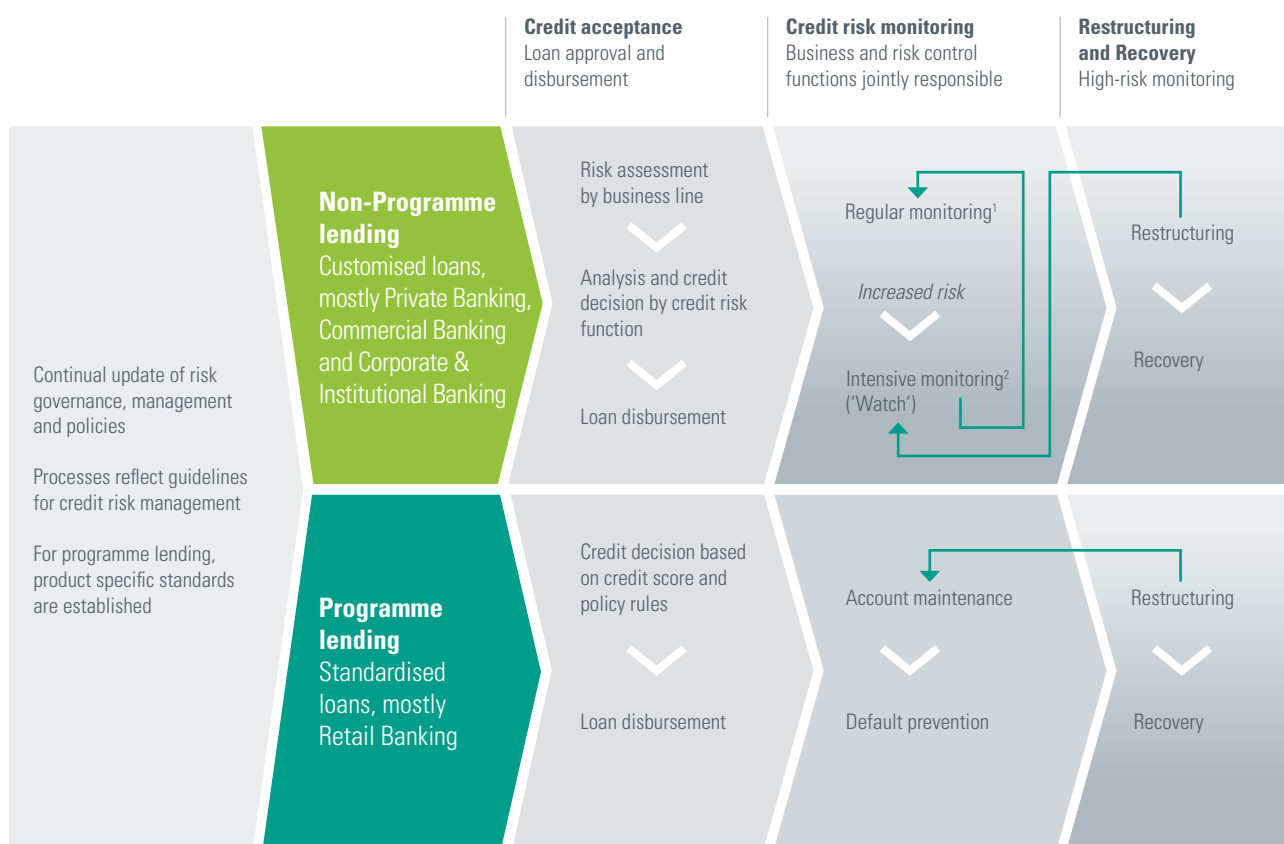 Credit acceptance
Loan approval and
disbursement
Credit risk monitoring
Business and risk control
functions jointly responsible
Restructuring
and Recovery
High-risk monitoring
Continual update of risk
governance, management
and policies
Processes reflect guidelines
for credit risk management
For programme lending,
product specific standards
are established
Non-Programme
lending
Customised loans,
mostly Private Banking,
Commercial Banking
and Corporate &
Institutional Banking
Risk assessment
by business line
Analysis and credit
decision by credit risk
function
Loan disbursement
Regular monitoring¹
Increased risk
Intensive monitoring²
('Watch')
Restructuring
Recovery
Programme
lending
Standardised
loans, mostly
Retail Banking
Credit decision based
on credit score and
policy rules
Loan disbursement
Account maintenance
Default prevention
Restructuring
Recovery